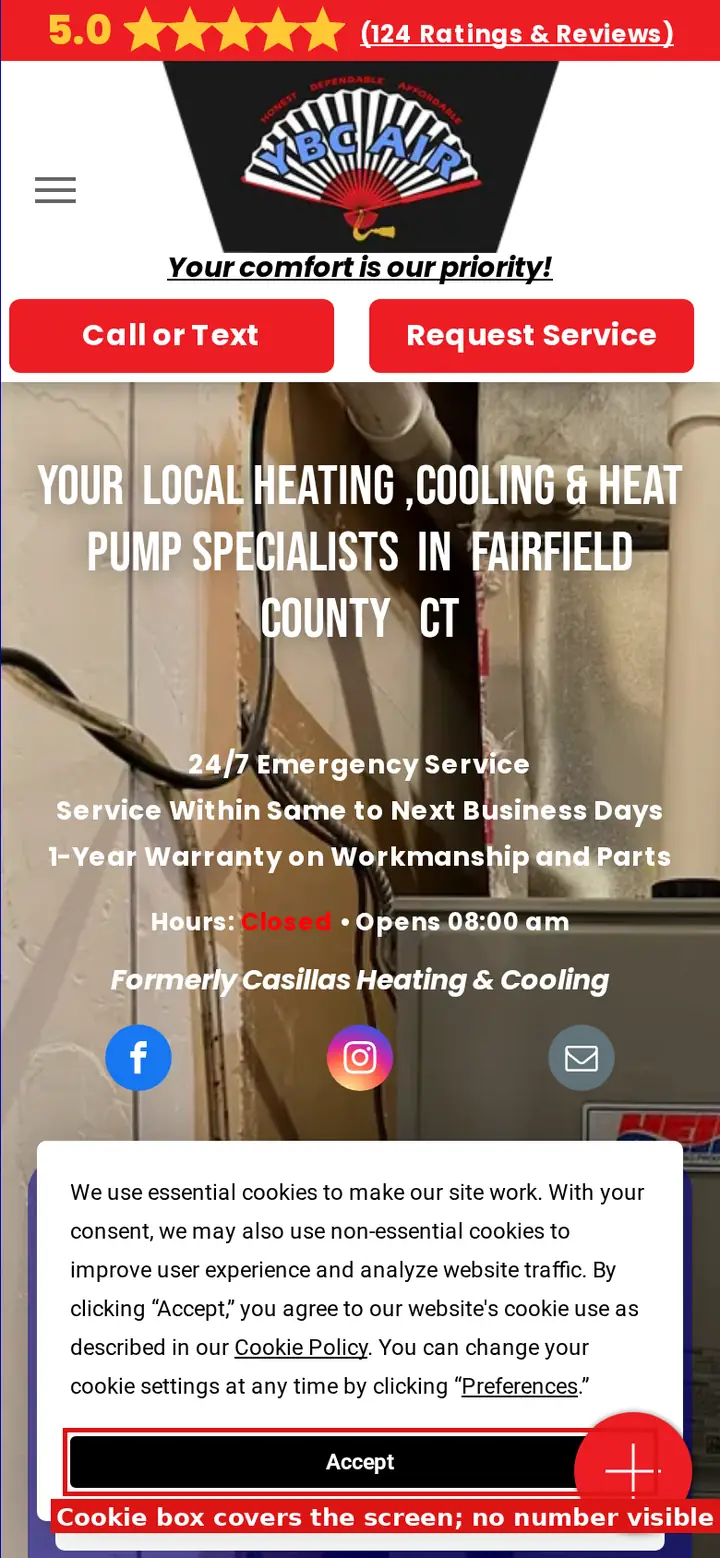 5.0 (124 Ratings & Reviews)
HONEST DEPENDABLE AFFORDABLE
YBC AIR
Your comfort is our priority!
Call or Text
Request Service
YOUR LOCAL HEATING ,COOLING & HEAT
PUMP SPECIALISTS IN FAIRFIELD
COUNTY CT
24/7 Emergency Service
Service Within Same to Next Business Days
1-Year Warranty on Workmanship and Parts
Hours: Closed • Opens 08:00 am
Formerly Casillas Heating & Cooling
We use essential cookies to make our site work. With your
consent, we may also use non-essential cookies to
improve user experience and analyze website traffic. By
clicking “Accept,” you agree to our website's cookie use as
described in our Cookie Policy. You can change your
cookie settings at any time by clicking “Preferences.”
Accept
Cookie box covers the screen; no number visible